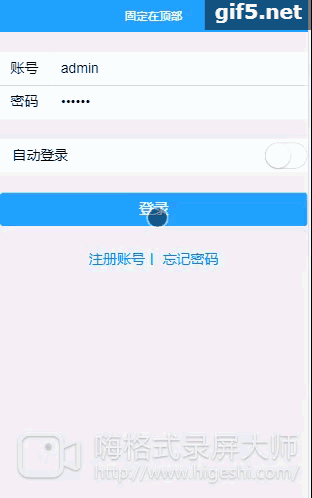 固定在顶部
gif5.net
账号 admin
密码 ••••••
自动登录
登录
注册账号 | 忘记密码
嗨格式录屏大师
http://www.higeshi.com/